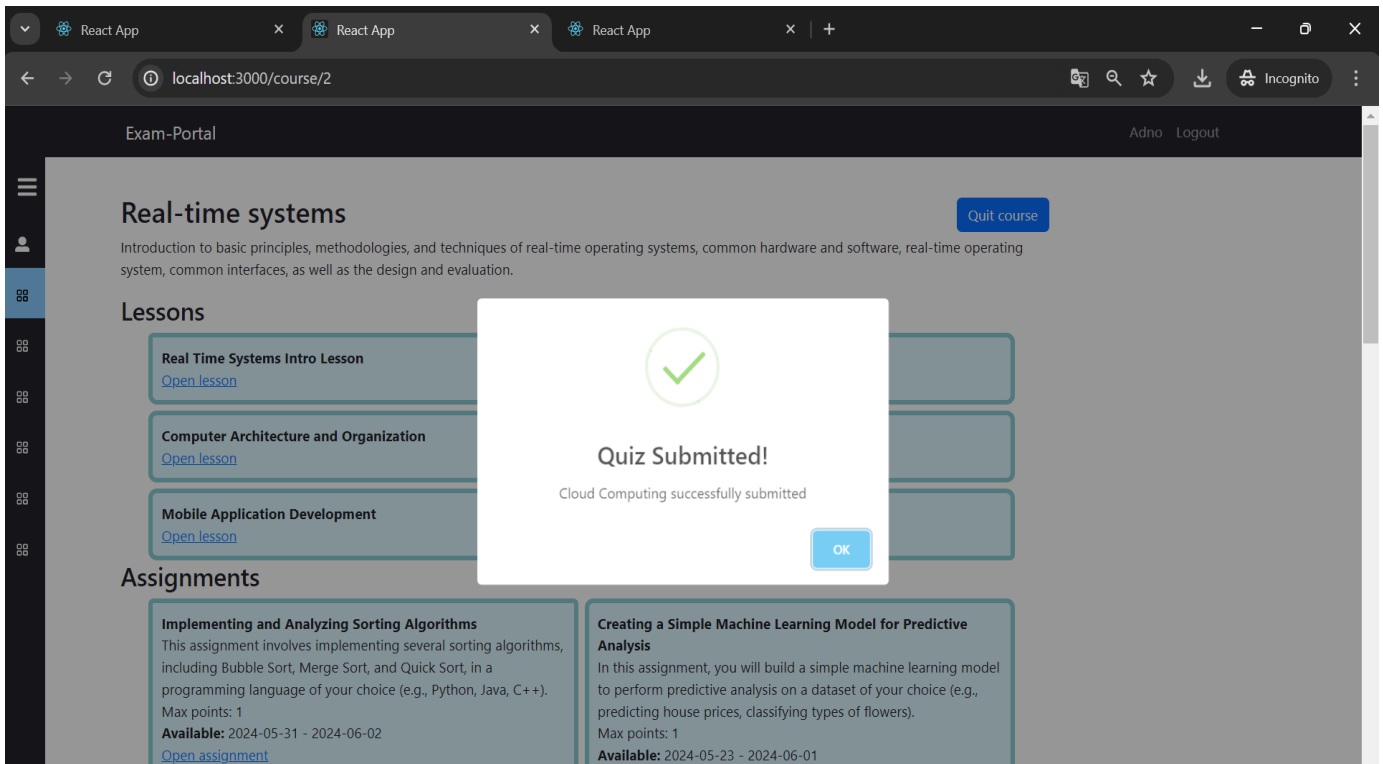 React App
React App
React App
localhost:3000/course/2
Incognito
Exam-Portal
Adno Logout
Real-time systems
Quit course
Introduction to basic principles, methodologies, and techniques of real-time operating systems, common hardware and software, real-time operating
system, common interfaces, as well as the design and evaluation.
Lessons
Real Time Systems Intro Lesson
Open lesson
Computer Architecture and Organization
Open lesson
Mobile Application Development
Open lesson
Quiz Submitted!
Cloud Computing successfully submitted
OK
Assignments
Implementing and Analyzing Sorting Algorithms
This assignment involves implementing several sorting algorithms,
including Bubble Sort, Merge Sort, and Quick Sort, in a
programming language of your choice (e.g., Python, Java, C++).
Max points: 1
Available: 2024-05-31 - 2024-06-02
Open assignment
Creating a Simple Machine Learning Model for Predictive
Analysis
In this assignment, you will build a simple machine learning model
to perform predictive analysis on a dataset of your choice (e.g.,
predicting house prices, classifying types of flowers).
Max points: 1
Available: 2024-05-23 - 2024-06-01